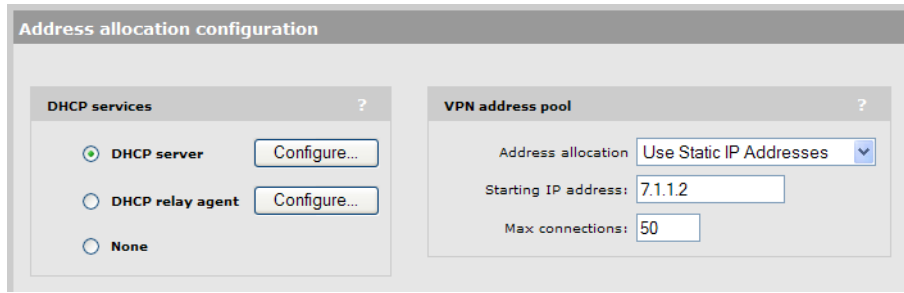 Address allocation configuration
DHCP services ?
DHCP server Configure...
DHCP relay agent Configure...
None
VPN address pool ?
Address allocation Use Static IP Addresses
Starting IP address: 7.1.1.2
Max connections: 50